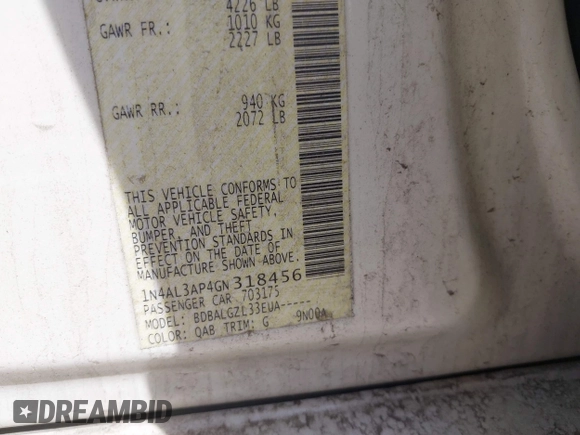 4226 LB
GAWR FR.: 1010 KG
2227 LB
GAWR RR.: 940 KG
2072 LB
THIS VEHICLE CONFORMS TO
ALL APPLICABLE FEDERAL
MOTOR VEHICLE SAFETY,
BUMPER, AND THEFT
PREVENTION STANDARDS IN
EFFECT ON THE DATE OF
MANUFACTURE SHOWN ABOVE.
1N4AL3AP4GN318456
PASSENGER CAR 703175
MODEL: BDBALGZL33EUA-----
COLOR: QAB TRIM: G 9N00A
DREAMBID